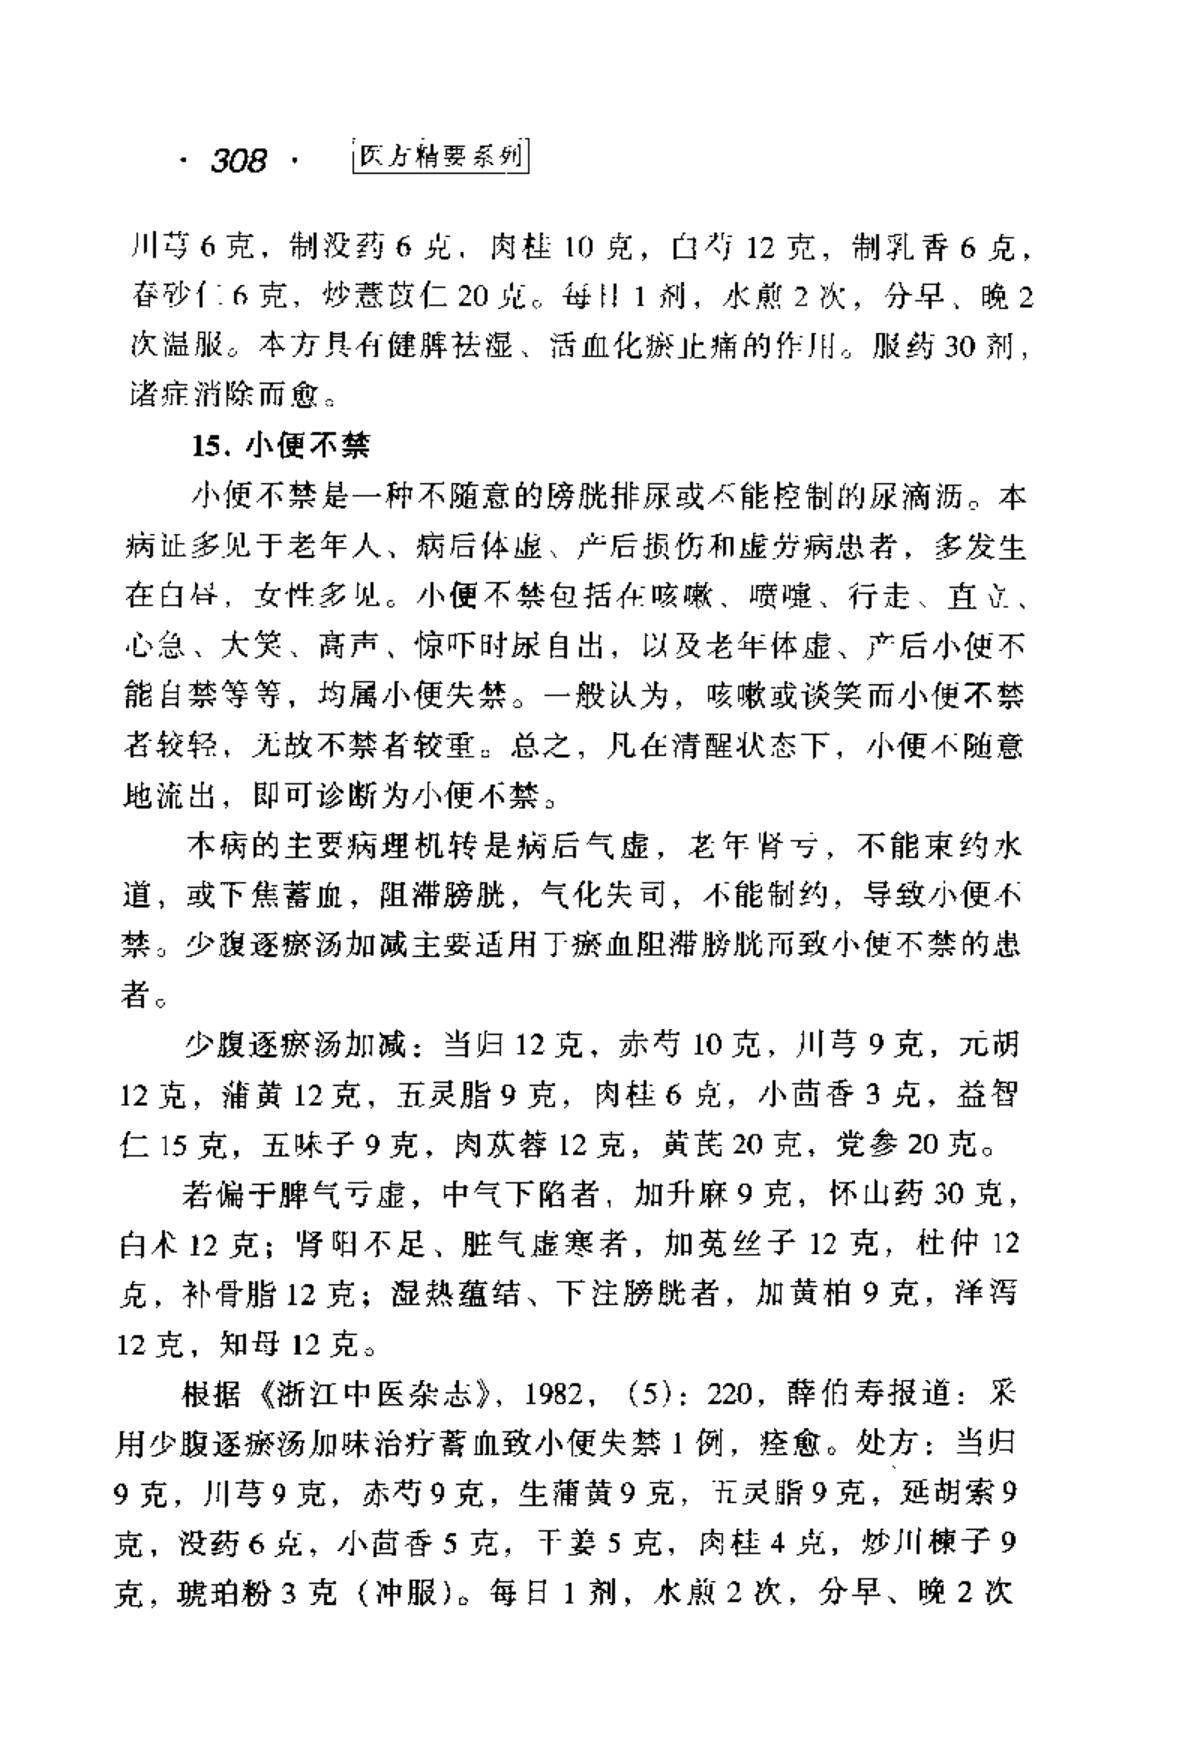 · 308 · 医方精要系列
川芎 6 克，制没药 6 克，肉桂 10 克，白芍 12 克，制乳香 6 克，
春砂仁 6 克，炒薏苡仁 20 克。每日 1 剂，水煎 2 次，分早、晚 2
次温服。本方具有健脾祛湿、活血化瘀止痛的作用。服药 30 剂，
诸症消除而愈。
15. 小便不禁
小便不禁是一种不随意的膀胱排尿或不能控制的尿滴沥。本
病证多见于老年人、病后体虚、产后损伤和虚劳病患者，多发生
在白昼，女性多见。小便不禁包括在咳嗽、喷嚏、行走、直立、
心急、大笑、高声、惊吓时尿自出，以及老年体虚、产后小便不
能自禁等等，均属小便失禁。一般认为，咳嗽或谈笑而小便不禁
者较轻，无故不禁者较重。总之，凡在清醒状态下，小便不随意
地流出，即可诊断为小便不禁。
本病的主要病理机转是病后气虚，老年肾亏，不能束约水
道，或下焦蓄血，阻滞膀胱，气化失司，不能制约，导致小便不
禁。少腹逐瘀汤加减主要适用于瘀血阻滞膀胱而致小便不禁的患
者。
少腹逐瘀汤加减：当归 12 克，赤芍 10 克，川芎 9 克，元胡
12 克，蒲黄 12 克，五灵脂 9 克，肉桂 6 克，小茴香 3 克，益智
仁 15 克，五味子 9 克，肉苁蓉 12 克，黄芪 20 克，党参 20 克。
若偏于脾气亏虚，中气下陷者，加升麻 9 克，怀山药 30 克，
白术 12 克；肾阳不足、脏气虚寒者，加菟丝子 12 克，杜仲 12
克，补骨脂 12 克；湿热蕴结、下注膀胱者，加黄柏 9 克，泽泻
12 克，知母 12 克。
根据《浙江中医杂志》，1982，（5）：220，薛伯寿报道：采
用少腹逐瘀汤加味治疗蓄血致小便失禁 1 例，痊愈。处方：当归
9 克，川芎 9 克，赤芍 9 克，生蒲黄 9 克，五灵脂 9 克，延胡索 9
克，没药 6 克，小茴香 5 克，干姜 5 克，肉桂 4 克，炒川楝子 9
克，琥珀粉 3 克（冲服）。每日 1 剂，水煎 2 次，分早、晚 2 次